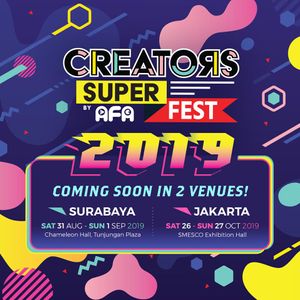 CREATORS
SUPER
BY AFA
FEST
2019
COMING SOON IN 2 VENUES!
SURABAYA
SAT 31 AUG - SUN 1 SEP 2019
Chameleon Hall, Tunjungan Plaza
JAKARTA
SAT 26 - SUN 27 OCT 2019
SMESCO Exhibition Hall